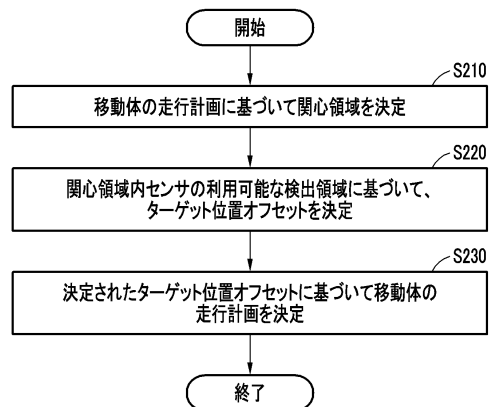 開始
S210
移動体の走行計画に基づいて関心領域を決定
S220
関心領域内センサの利用可能な検出領域に基づいて、
ターゲット位置オフセットを決定
S230
決定されたターゲット位置オフセットに基づいて移動体の
走行計画を決定
終了